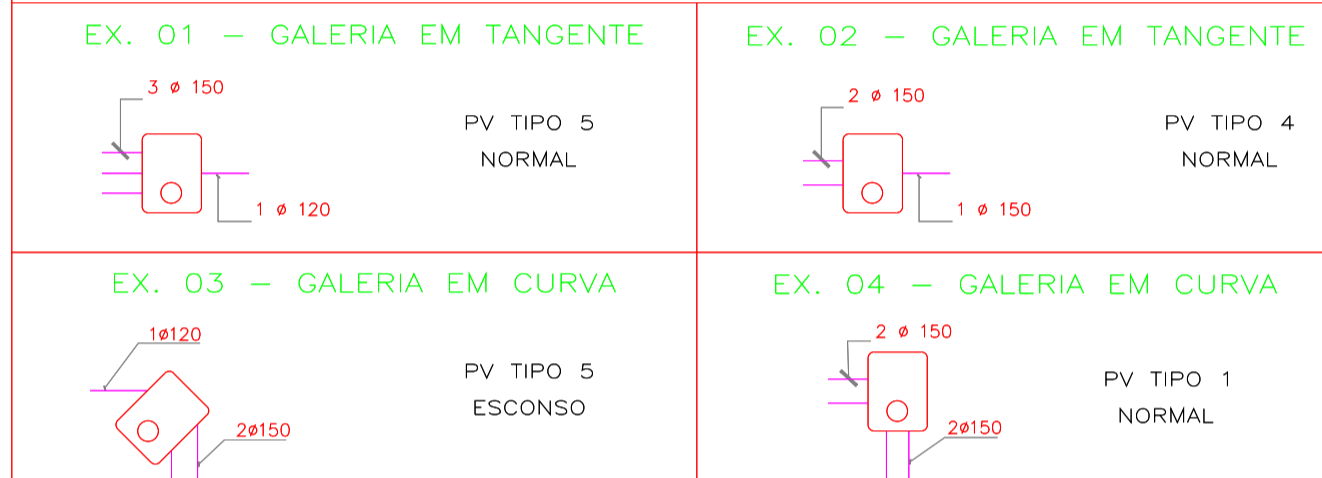 EX. 01 – GALERIA EM TANGENTE
3 ø 150
PV TIPO 5
NORMAL
1 ø 120
EX. 02 – GALERIA EM TANGENTE
2 ø 150
PV TIPO 4
NORMAL
1 ø 150
EX. 03 – GALERIA EM CURVA
1ø120
PV TIPO 5
ESCONSO
2ø150
EX. 04 – GALERIA EM CURVA
2 ø 150
PV TIPO 1
NORMAL
2ø150